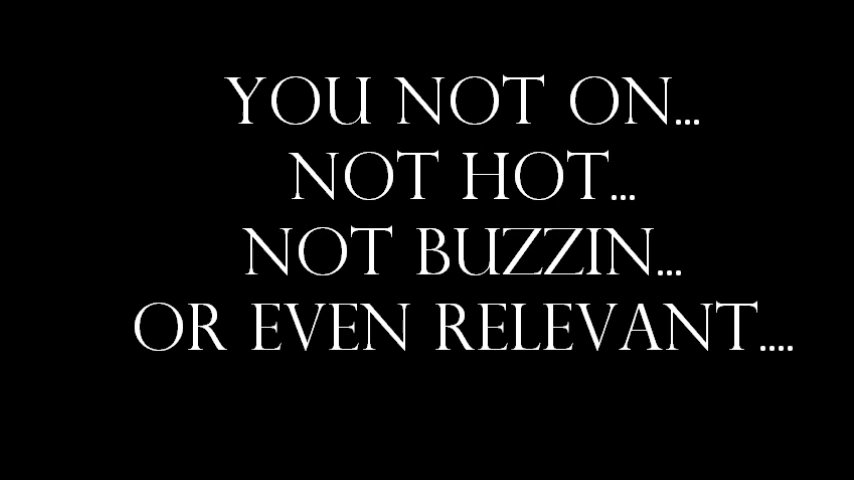 YOU NOT ON...
NOT HOT...
NOT BUZZIN...
OR EVEN RELEVANT....